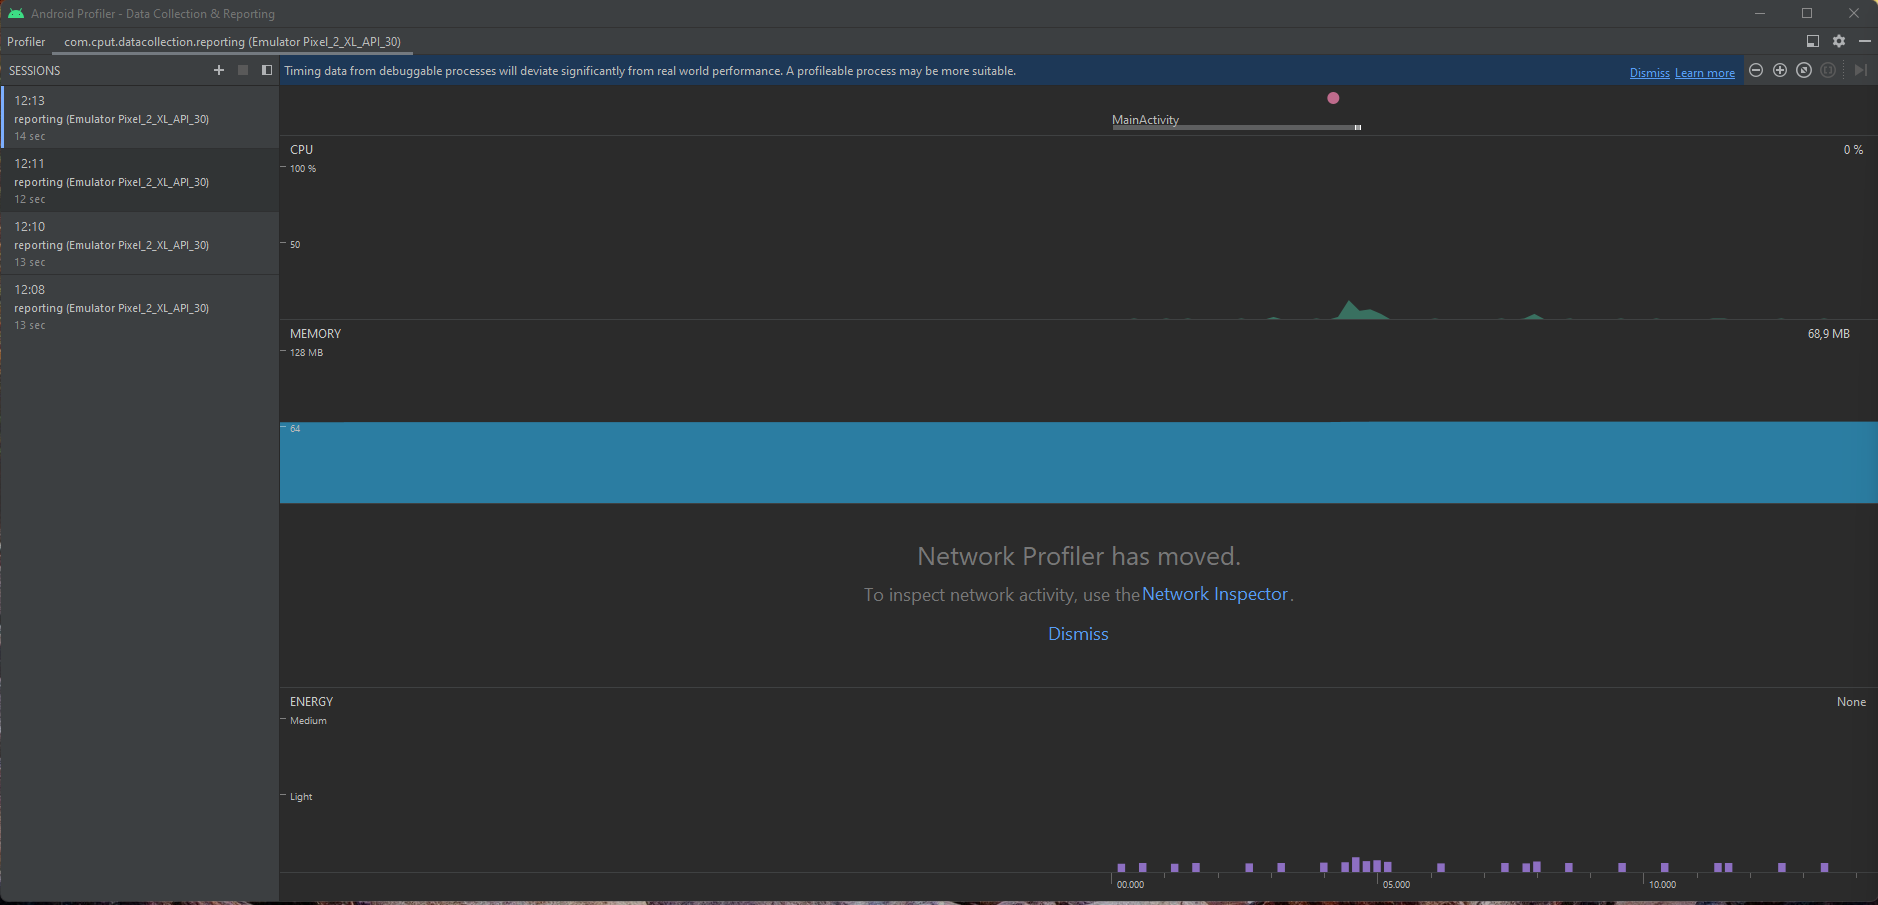 Android Profiler - Data Collection & Reporting
Profiler com.cput.datacollection.reporting (Emulator Pixel_2_XL_API_30)
SESSIONS
Timing data from debuggable processes will deviate significantly from real world performance. A profileable process may be more suitable. Dismiss Learn more
12:13
reporting (Emulator Pixel_2_XL_API_30)
14 sec
12:11
reporting (Emulator Pixel_2_XL_API_30)
12 sec
12:10
reporting (Emulator Pixel_2_XL_API_30)
13 sec
12:08
reporting (Emulator Pixel_2_XL_API_30)
13 sec
MainActivity
CPU 0 %
100 %
50
MEMORY 68,9 MB
128 MB
64
Network Profiler has moved.
To inspect network activity, use the Network Inspector.
Dismiss
ENERGY None
Medium
Light
00.000 05.000 10.000